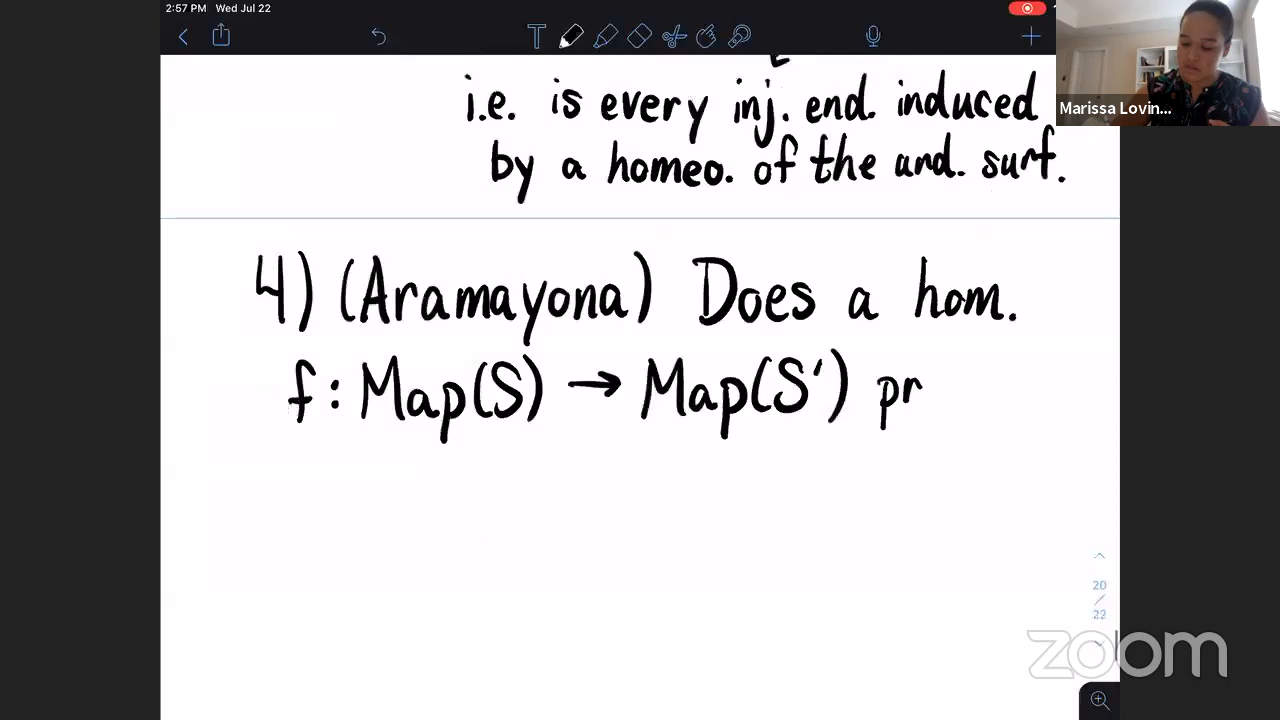 2:57 PM Wed Jul 22
i.e. is every inj. end. induced
by a homeo. of the und. surf.
Marissa Lovin...
4) (Aramayona) Does a hom.
f: Map(S) → Map(S') pr
20
/
22
zoom